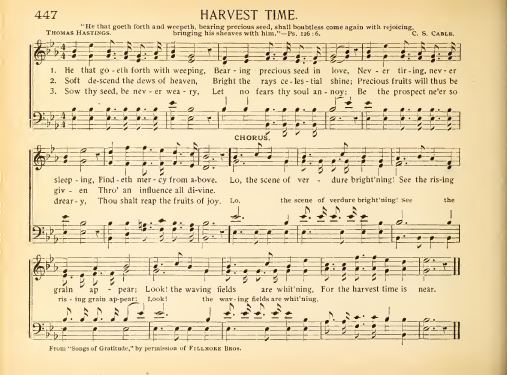 447
HARVEST TIME.
"He that goeth forth and weepeth, bearing precious seed, shall doubtless come again with rejoicing,
THOMAS HASTINGS. bringing his sheaves with him."—Ps. 126:6. C. S. CABLE.
1. He that go - eth forth with weeping, Bear - ing precious seed in love, Nev - er tir - ing, nev - er
2. Soft de - scend the dews of heaven, Bright the rays ce - les - tial shine; Precious fruits will thus be
3. Sow thy seed, be nev - er wea - ry, Let no fears thy soul an - noy; Be the prospect ne'er so
CHORUS.
sleep - ing, Find - eth mer - cy from a-bove. Lo, the scene of ver - dure bright'ning! See the ris-ing
giv - en Thro' an influence all di-vine.
drear-y, Thou shalt reap the fruits of joy. Lo, the scene of verdure bright'ning! See the
grain ap - pear; Look! the waving fields are whit'ning, For the harvest time is near.
ris - ing grain ap-pear; Look! the wav-ing fields are whit'ning,
From "Songs of Gratitude," by permission of FILLMORE BROS.